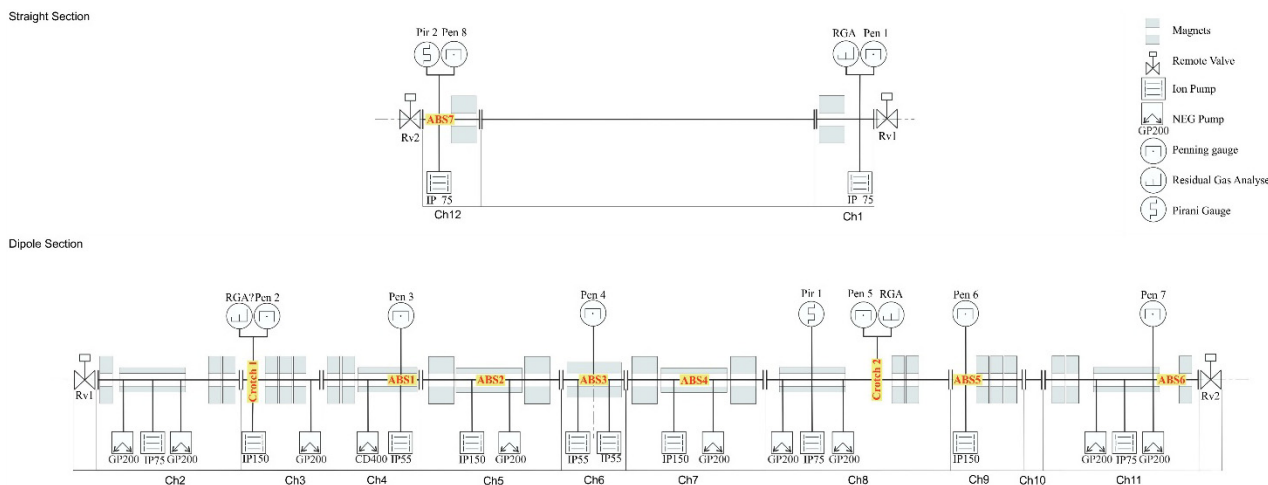 Straight Section
Pir 2 Pen 8
RGA Pen 1
ABS7
Rv2
Rv1
IP 75
IP 75
Ch12
Ch1
Magnets
Remote Valve
Ion Pump
NEG Pump
GP200
Penning gauge
Residual Gas Analyse
Pirani Gauge
Dipole Section
RGA? Pen 2
Pen 3
Pen 4
Pir 1
Pen 5
RGA
Pen 6
Pen 7
Rv1
Crotch 1
ABS1
ABS2
ABS3
ABS4
Crotch 2
ABS5
ABS6
Rv2
GP200 IP75 GP200 IP150 GP200 CD400 IP55 IP150 GP200 IP55 IP55 IP150 GP200 GP200 IP75 GP200 IP150 GP200 IP75 GP200
Ch2 Ch3 Ch4 Ch5 Ch6 Ch7 Ch8 Ch9 Ch10 Ch11